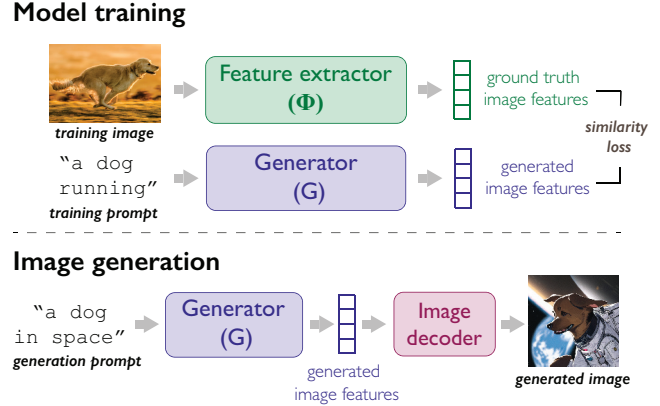 Model training
Feature extractor
(Φ)
ground truth
image features
training image
similarity
loss
“a dog
running”
training prompt
Generator
(G)
generated
image features
Image generation
“a dog
in space”
generation prompt
Generator
(G)
generated
image features
Image
decoder
generated image